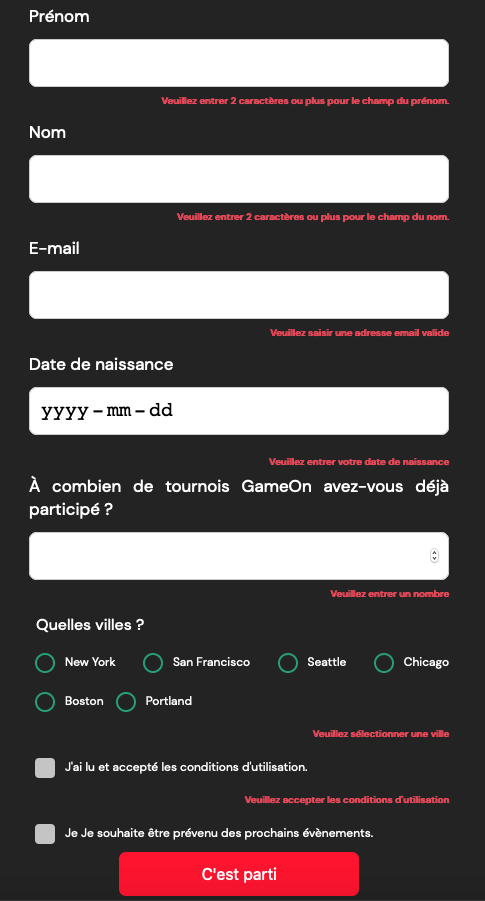 Prénom
Veuillez entrer 2 caractères ou plus pour le champ du prénom.
Nom
Veuillez entrer 2 caractères ou plus pour le champ du nom.
E-mail
Veuillez saisir une adresse email valide
Date de naissance
yyyy - mm - dd
Veuillez entrer votre date de naissance
À combien de tournois GameOn avez-vous déjà
participé ?
Veuillez entrer un nombre
Quelles villes ?
New York San Francisco Seattle Chicago
Boston Portland
Veuillez sélectionner une ville
J'ai lu et accepté les conditions d'utilisation.
Veuillez accepter les conditions d'utilisation
Je Je souhaite être prévenu des prochains évènements.
C'est parti